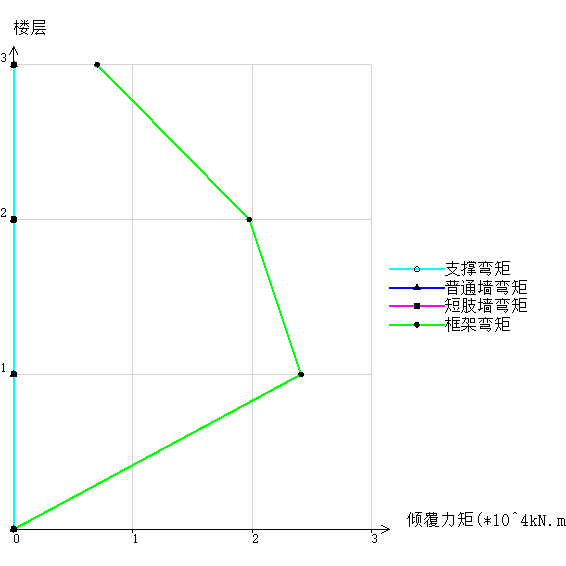 楼层
3
2
1
支撑弯矩
普通墙弯矩
短肢墙弯矩
框架弯矩
倾覆力矩(*10^4kN.m
0 1 2 3